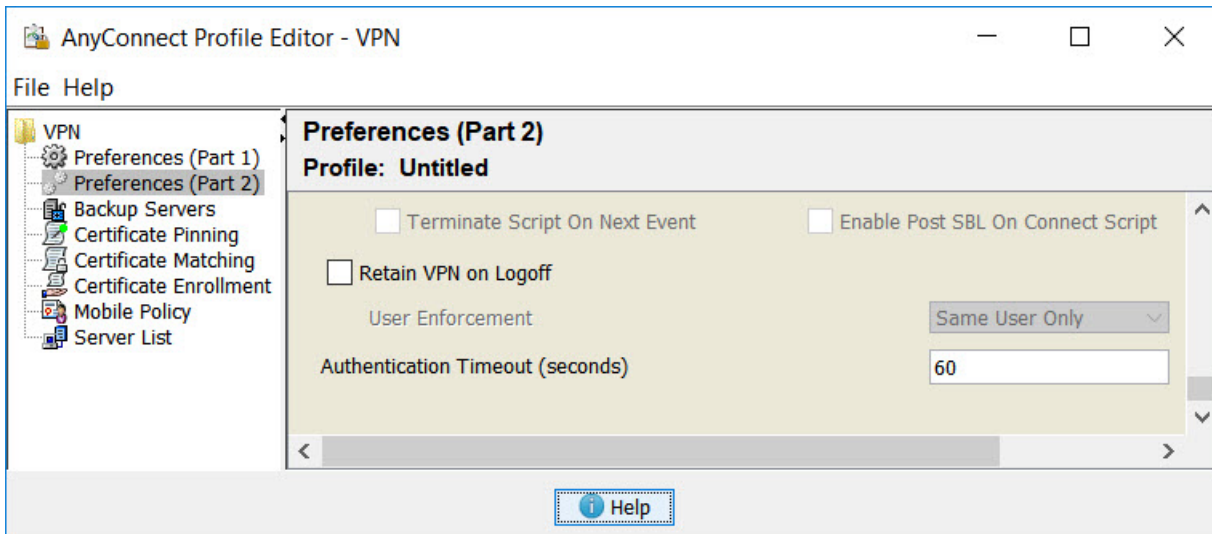 AnyConnect Profile Editor - VPN
File Help
VPN
Preferences (Part 1)
Preferences (Part 2)
Backup Servers
Certificate Pinning
Certificate Matching
Certificate Enrollment
Mobile Policy
Server List
Preferences (Part 2)
Profile: Untitled
Terminate Script On Next Event Enable Post SBL On Connect Script
Retain VPN on Logoff
User Enforcement Same User Only
Authentication Timeout (seconds) 60
Help